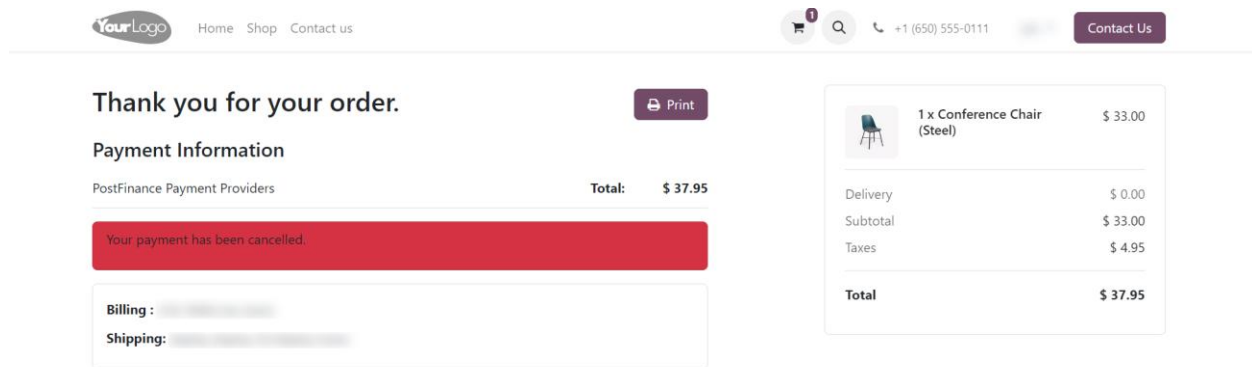 YourLogo
Home Shop Contact us
1
+1 (650) 555-0111
Contact Us
Thank you for your order.
Print
Payment Information
PostFinance Payment Providers Total: $ 37.95
Your payment has been cancelled.
Billing :
Shipping:
1 x Conference Chair
(Steel)
$ 33.00
Delivery $ 0.00
Subtotal $ 33.00
Taxes $ 4.95
Total $ 37.95